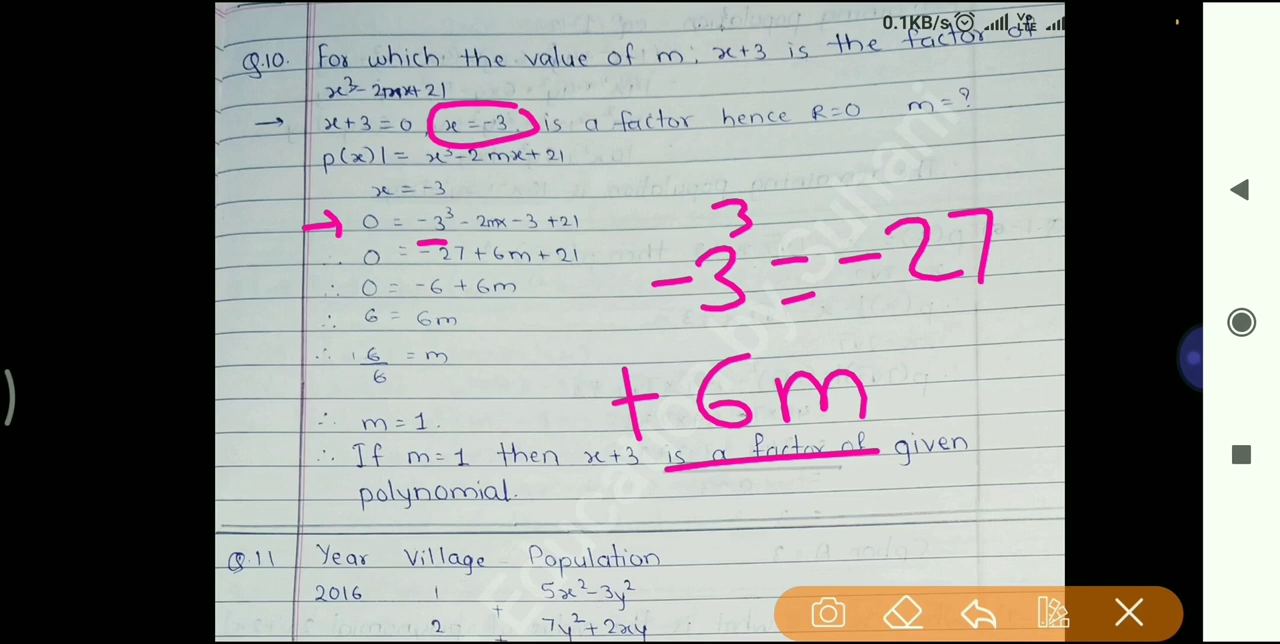 0.1KB/s
Q.10. For which the value of m, x+3 is the factor of
x³-2mx+21
→ x+3=0, x=-3. is a factor hence R=0 m=?
p(x)= x³-2mx+21
x = -3
→ 0 = -3³ - 2mx - 3 + 21
∴ 0 = -27 + 6m + 21
∴ 0 = -6 + 6m
∴ 6 = 6m
∴ 6/6 = m
∴ m = 1.
∴ If m=1 then x+3 is a factor of given
polynomial.
-3³ = -27
+6m
Q.11 Year Village Population
2016 1 5x²-3y²
+
2 7y²+2xy
Education by Suhani